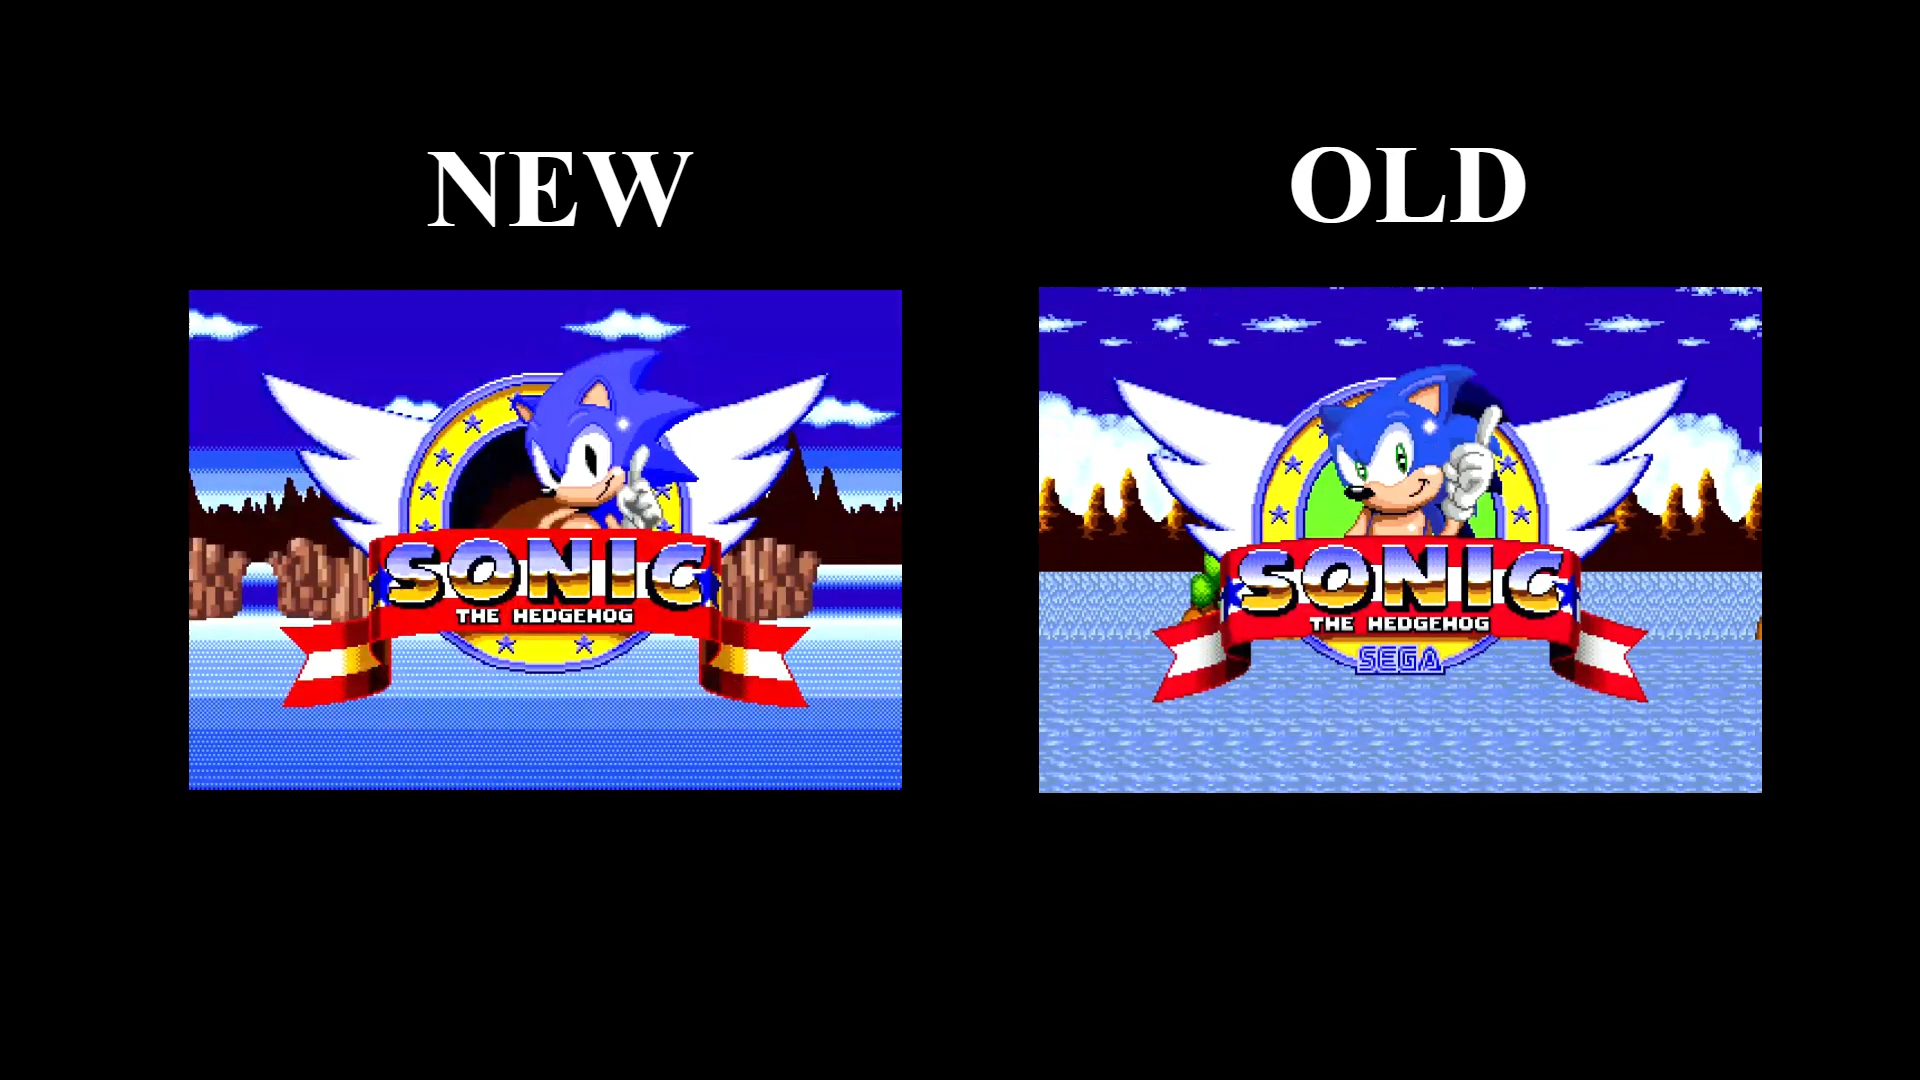 NEW
OLD
SONIC
THE HEDGEHOG
SONIC
THE HEDGEHOG
SEGA